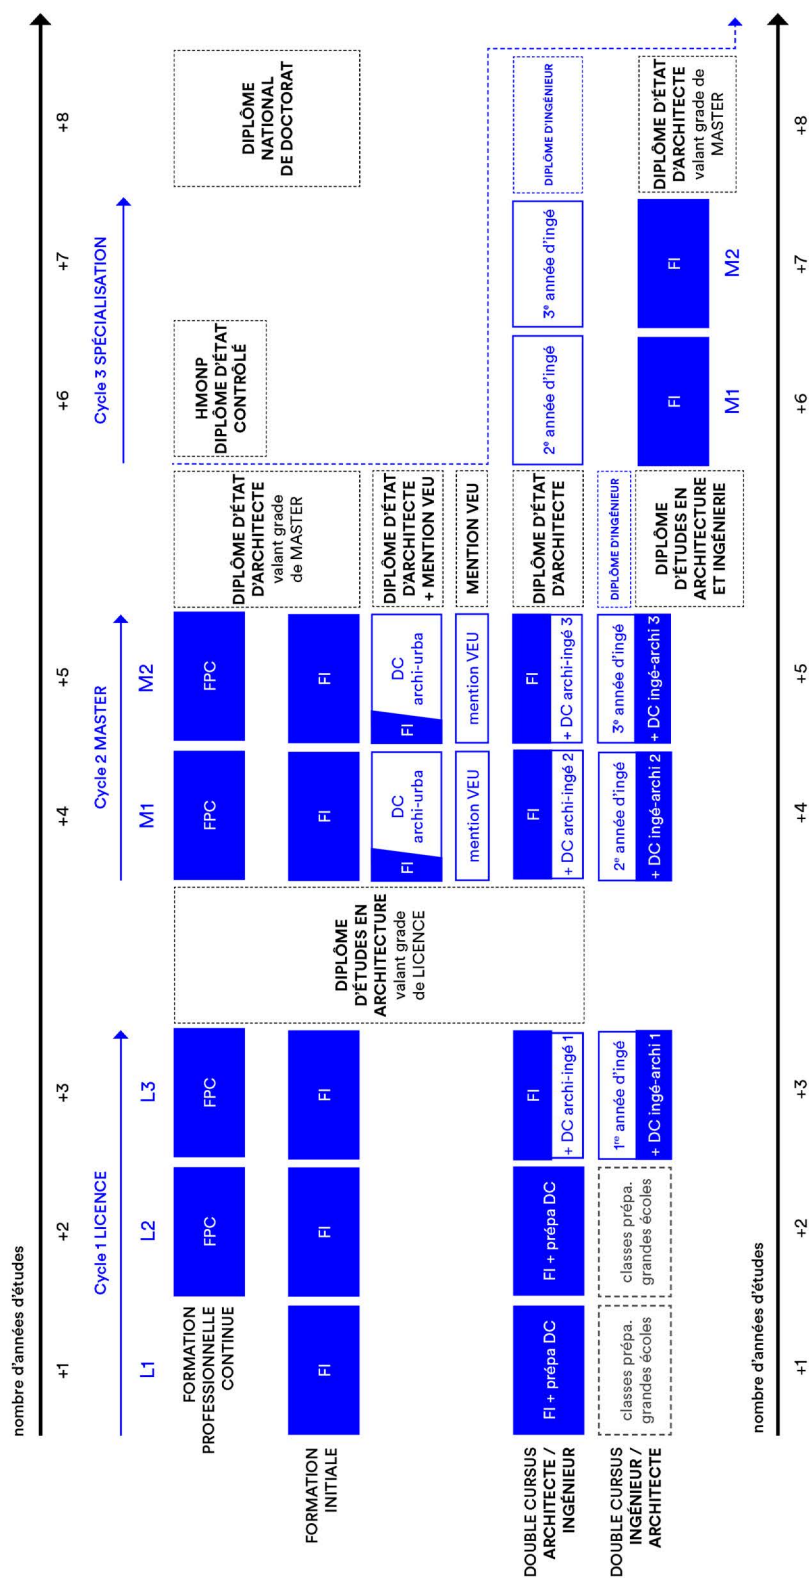 nombre d'années d'études
+1
+2
+3
+4
+5
+6
+7
+8
Cycle 1 LICENCE
Cycle 2 MASTER
Cycle 3 SPÉCIALISATION
L1
L2
L3
M1
M2
FORMATION
PROFESSIONNELLE
CONTINUE
FPC
FPC
FPC
FPC
HMONP
DIPLÔME D'ÉTAT
CONTRÔLÉ
FORMATION
INITIALE
FI
FI
FI
DIPLÔME
D'ÉTUDES EN
ARCHITECTURE
valant grade
de LICENCE
FI
FI
DIPLÔME D'ÉTAT
D'ARCHITECTE
valant grade
de MASTER
DIPLÔME
NATIONAL
DE DOCTORAT
FI
DC
archi-urba
FI
DC
archi-urba
DIPLÔME D'ÉTAT
D'ARCHITECTE
+ MENTION VEU
mention VEU
mention VEU
MENTION VEU
DOUBLE CURSUS
ARCHITECTE /
INGÉNIEUR
FI + prépa DC
FI + prépa DC
FI
+ DC archi-ingé 1
FI
+ DC archi-ingé 2
FI
+ DC archi-ingé 3
DIPLÔME D'ÉTAT
D'ARCHITECTE
2e année d'ingé
3e année d'ingé
DIPLÔME D'INGÉNIEUR
DOUBLE CURSUS
INGÉNIEUR /
ARCHITECTE
classes prépa.
grandes écoles
classes prépa.
grandes écoles
1re année d'ingé
+ DC ingé-archi 1
2e année d'ingé
+ DC ingé-archi 2
3e année d'ingé
+ DC ingé-archi 3
DIPLÔME D'INGÉNIEUR
DIPLÔME
D'ÉTUDES EN
ARCHITECTURE
ET INGÉNIERIE
FI
FI
DIPLÔME D'ÉTAT
D'ARCHITECTE
valant grade de
MASTER
M1
M2
nombre d'années d'études
+1
+2
+3
+4
+5
+6
+7
+8